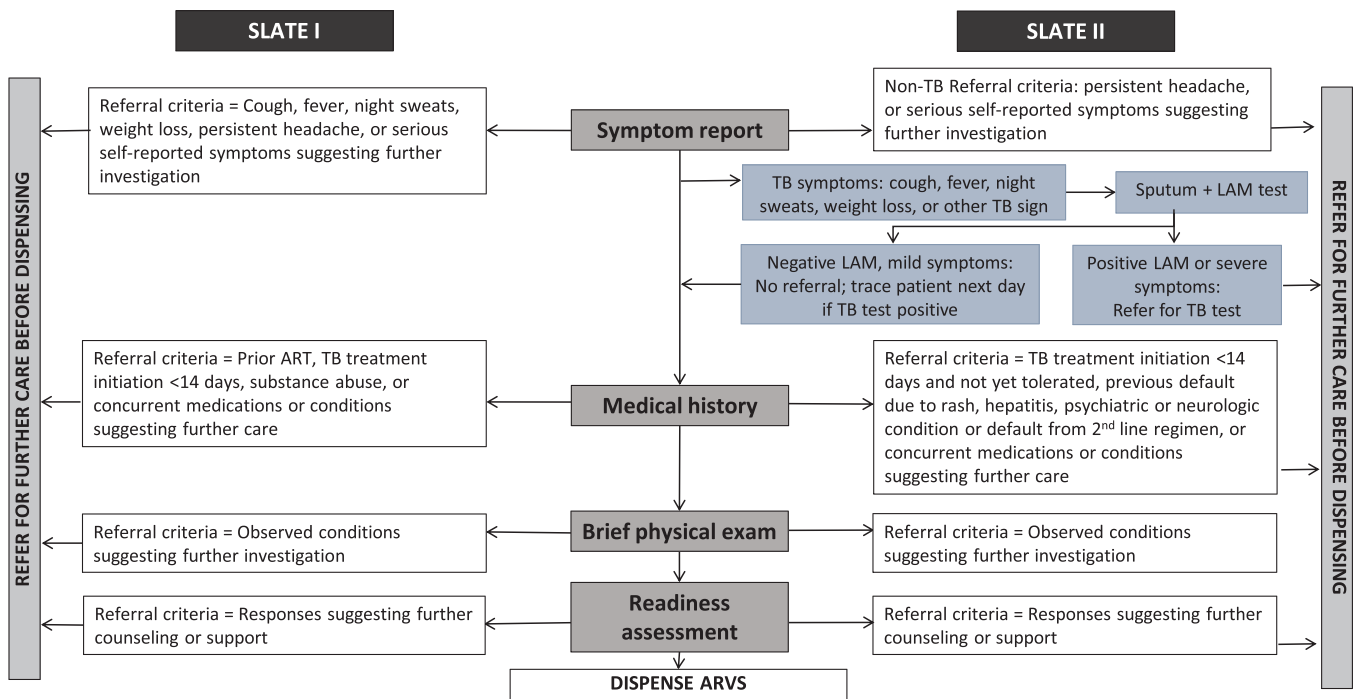 SLATE I
SLATE II
REFER FOR FURTHER CARE BEFORE DISPENSING
Referral criteria = Cough, fever, night sweats,
weight loss, persistent headache, or serious
self-reported symptoms suggesting further
investigation
Symptom report
Non-TB Referral criteria: persistent headache,
or serious self-reported symptoms suggesting
further investigation
REFER FOR FURTHER CARE BEFORE DISPENSING
TB symptoms: cough, fever, night
sweats, weight loss, or other TB sign
Sputum + LAM test
Negative LAM, mild symptoms:
No referral; trace patient next day
if TB test positive
Positive LAM or severe
symptoms:
Refer for TB test
Referral criteria = Prior ART, TB treatment
initiation <14 days, substance abuse, or
concurrent medications or conditions
suggesting further care
Medical history
Referral criteria = TB treatment initiation <14
days and not yet tolerated, previous default
due to rash, hepatitis, psychiatric or neurologic
condition or default from 2nd line regimen, or
concurrent medications or conditions
suggesting further care
Referral criteria = Observed conditions
suggesting further investigation
Brief physical exam
Referral criteria = Observed conditions
suggesting further investigation
Referral criteria = Responses suggesting further
counseling or support
Readiness
assessment
Referral criteria = Responses suggesting further
counseling or support
DISPENSE ARVS